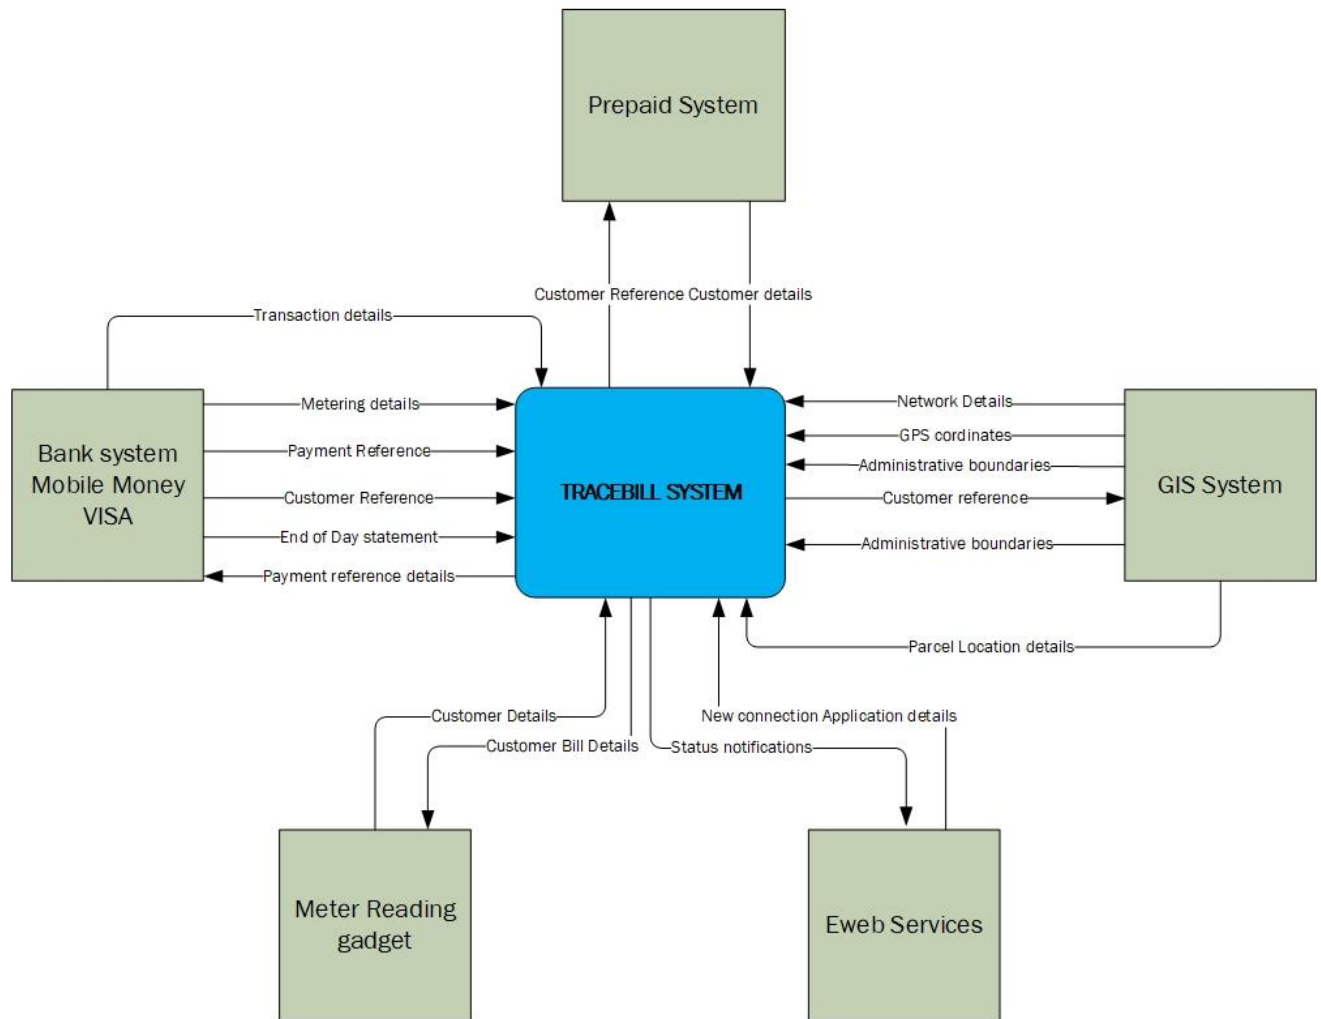 Prepaid System
Customer Reference
Customer details
Transaction details
Metering details
Payment Reference
Customer Reference
End of Day statement
Payment reference details
Bank system
Mobile Money
VISA
TRACEBILL SYSTEM
Network Details
GPS cordinates
Administrative boundaries
Customer reference
Administrative boundaries
GIS System
Parcel Location details
Customer Details
New connection Application details
Customer Bill Details
Status notifications
Meter Reading
gadget
Eweb Services